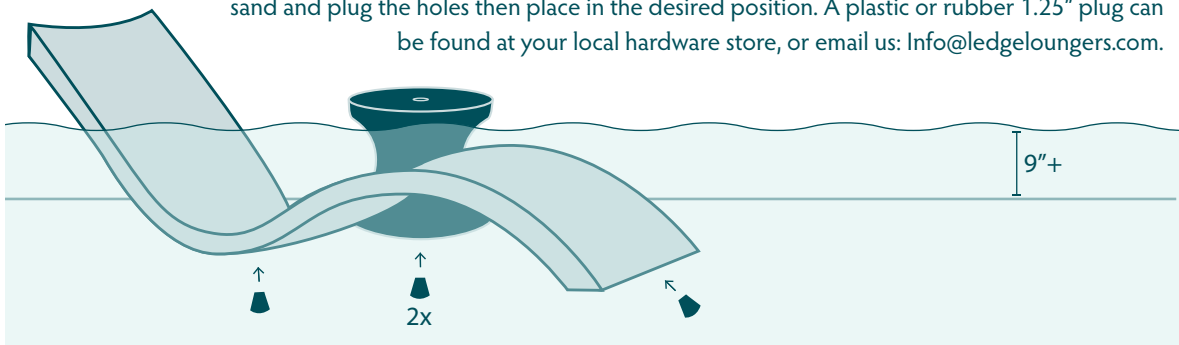 sand and plug the holes then place in the desired position. A plastic or rubber 1.25” plug can
be found at your local hardware store, or email us: Info@ledgeloungers.com.
9”+
2x